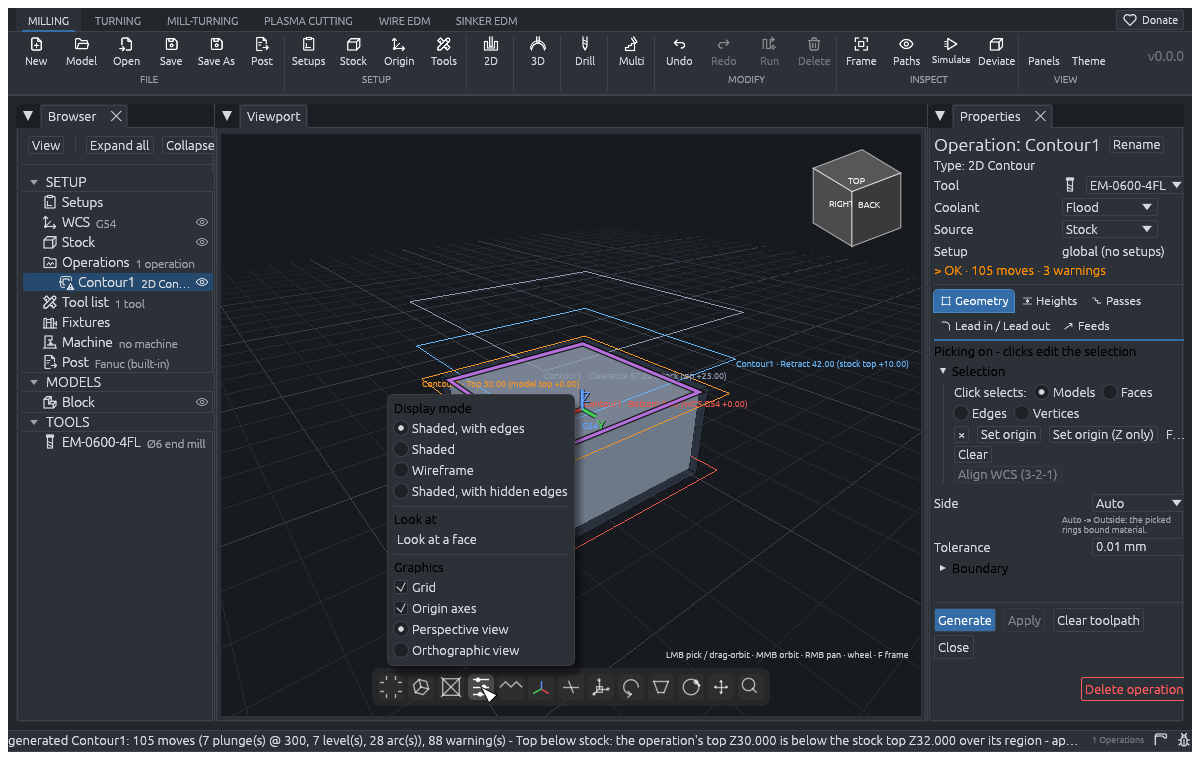 MILLING TURNING MILL-TURNING PLASMA CUTTING WIRE EDM SINKER EDM Donate
New Model Open Save Save As Post Setups Stock Origin Tools 2D 3D Drill Multi Undo Redo Run Delete Frame Paths Simulate Deviate Panels Theme v0.0.0
FILE SETUP MODIFY INSPECT VIEW
Browser
View Expand all Collapse
SETUP
Setups
WCS G54
Stock
Operations 1 operation
Contour1 2D Con...
Tool list 1 tool
Fixtures
Machine no machine
Post Fanuc (built-in)
MODELS
Block
TOOLS
EM-0600-4FL Ø6 end mill
Viewport
TOP
RIGHT BACK
Contour1 · Retract 42.00 (stock top +10.00)
Contour1 · Clearance 57.00 (stock top +25.00)
Top 30.00 (model top +0.00)
G54 +0.00)
Z
Y
G54
Display mode
Shaded, with edges
Shaded
Wireframe
Shaded, with hidden edges
Look at
Look at a face
Graphics
Grid
Origin axes
Perspective view
Orthographic view
LMB pick / drag-orbit · MMB orbit · RMB pan · wheel · F frame
Properties
Operation: Contour1 Rename
Type: 2D Contour
Tool EM-0600-4FL
Coolant Flood
Source Stock
Setup global (no setups)
> OK · 105 moves · 3 warnings
Geometry Heights Passes
Lead in / Lead out Feeds
Picking on - clicks edit the selection
Selection
Click selects: Models Faces
Edges Vertices
× Set origin Set origin (Z only) F...
Clear
Align WCS (3-2-1)
Side Auto
Auto -> Outside: the picked
rings bound material.
Tolerance 0.01 mm
Boundary
Generate Apply Clear toolpath
Close
Delete operation
generated Contour1: 105 moves (7 plunge(s) @ 300, 7 level(s), 28 arc(s)), 88 warning(s) - Top below stock: the operation's top Z30.000 is below the stock top Z32.000 over its region - ap... 1 Operations